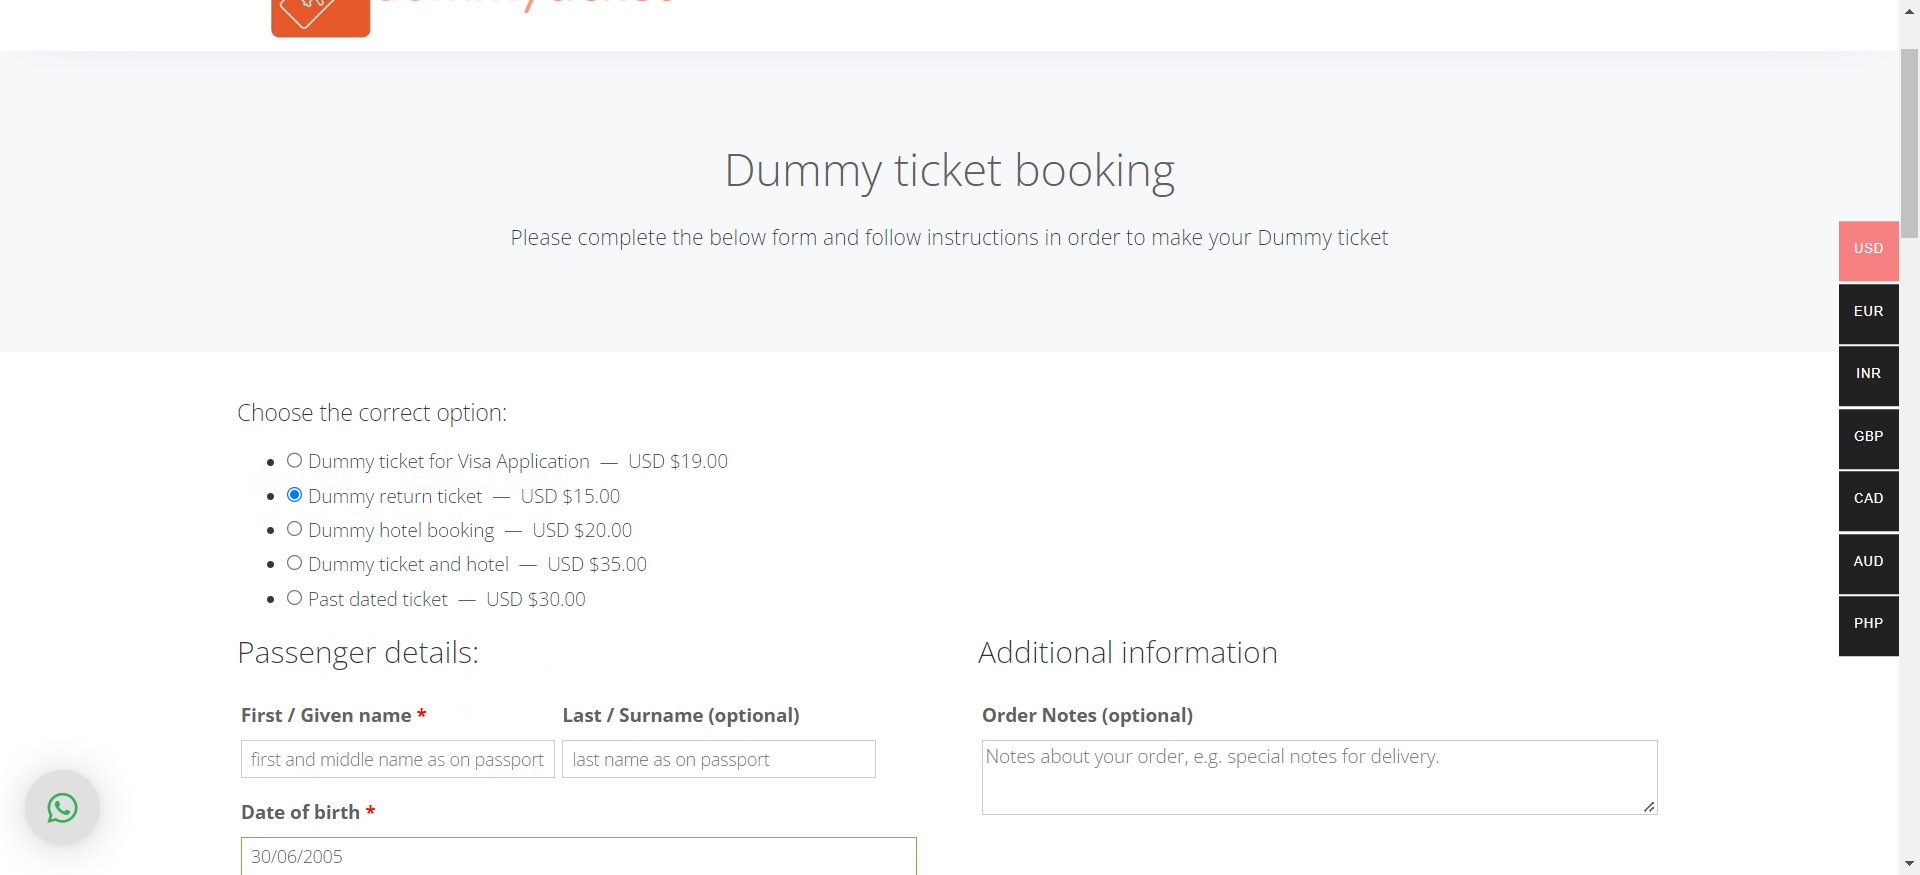 Dummy ticket booking
Please complete the below form and follow instructions in order to make your Dummy ticket
USD
EUR
INR
GBP
CAD
AUD
PHP
Choose the correct option:
Dummy ticket for Visa Application — USD $19.00
Dummy return ticket — USD $15.00
Dummy hotel booking — USD $20.00
Dummy ticket and hotel — USD $35.00
Past dated ticket — USD $30.00
Passenger details:
First / Given name *
Last / Surname (optional)
first and middle name as on passport
last name as on passport
Date of birth *
30/06/2005
Additional information
Order Notes (optional)
Notes about your order, e.g. special notes for delivery.